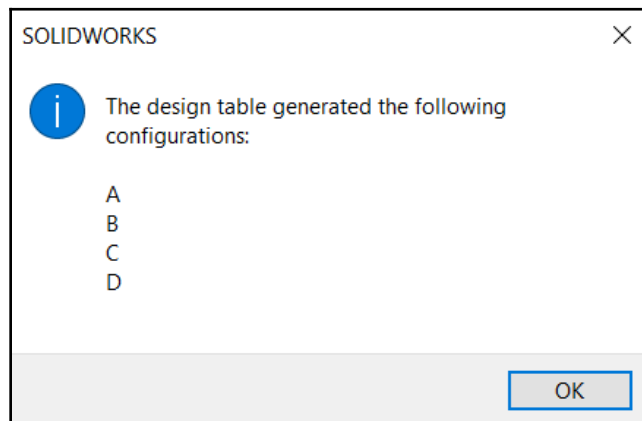 SOLIDWORKS
The design table generated the following
configurations:
A
B
C
D
OK